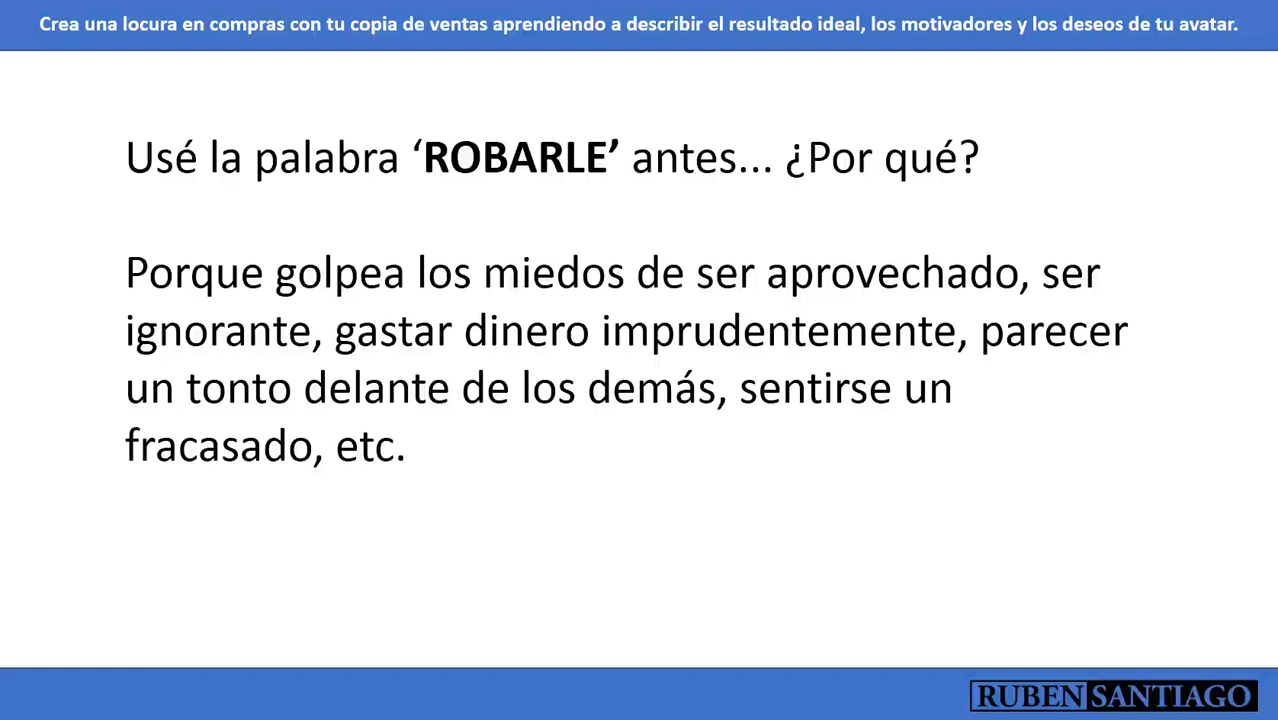 Crea una locura en compras con tu copia de ventas aprendiendo a describir el resultado ideal, los motivadores y los deseos de tu avatar.
Usé la palabra ‘ROBARLE’ antes... ¿Por qué?
Porque golpea los miedos de ser aprovechado, ser
ignorante, gastar dinero imprudentemente, parecer
un tonto delante de los demás, sentirse un
fracasado, etc.
RUBEN SANTIAGO